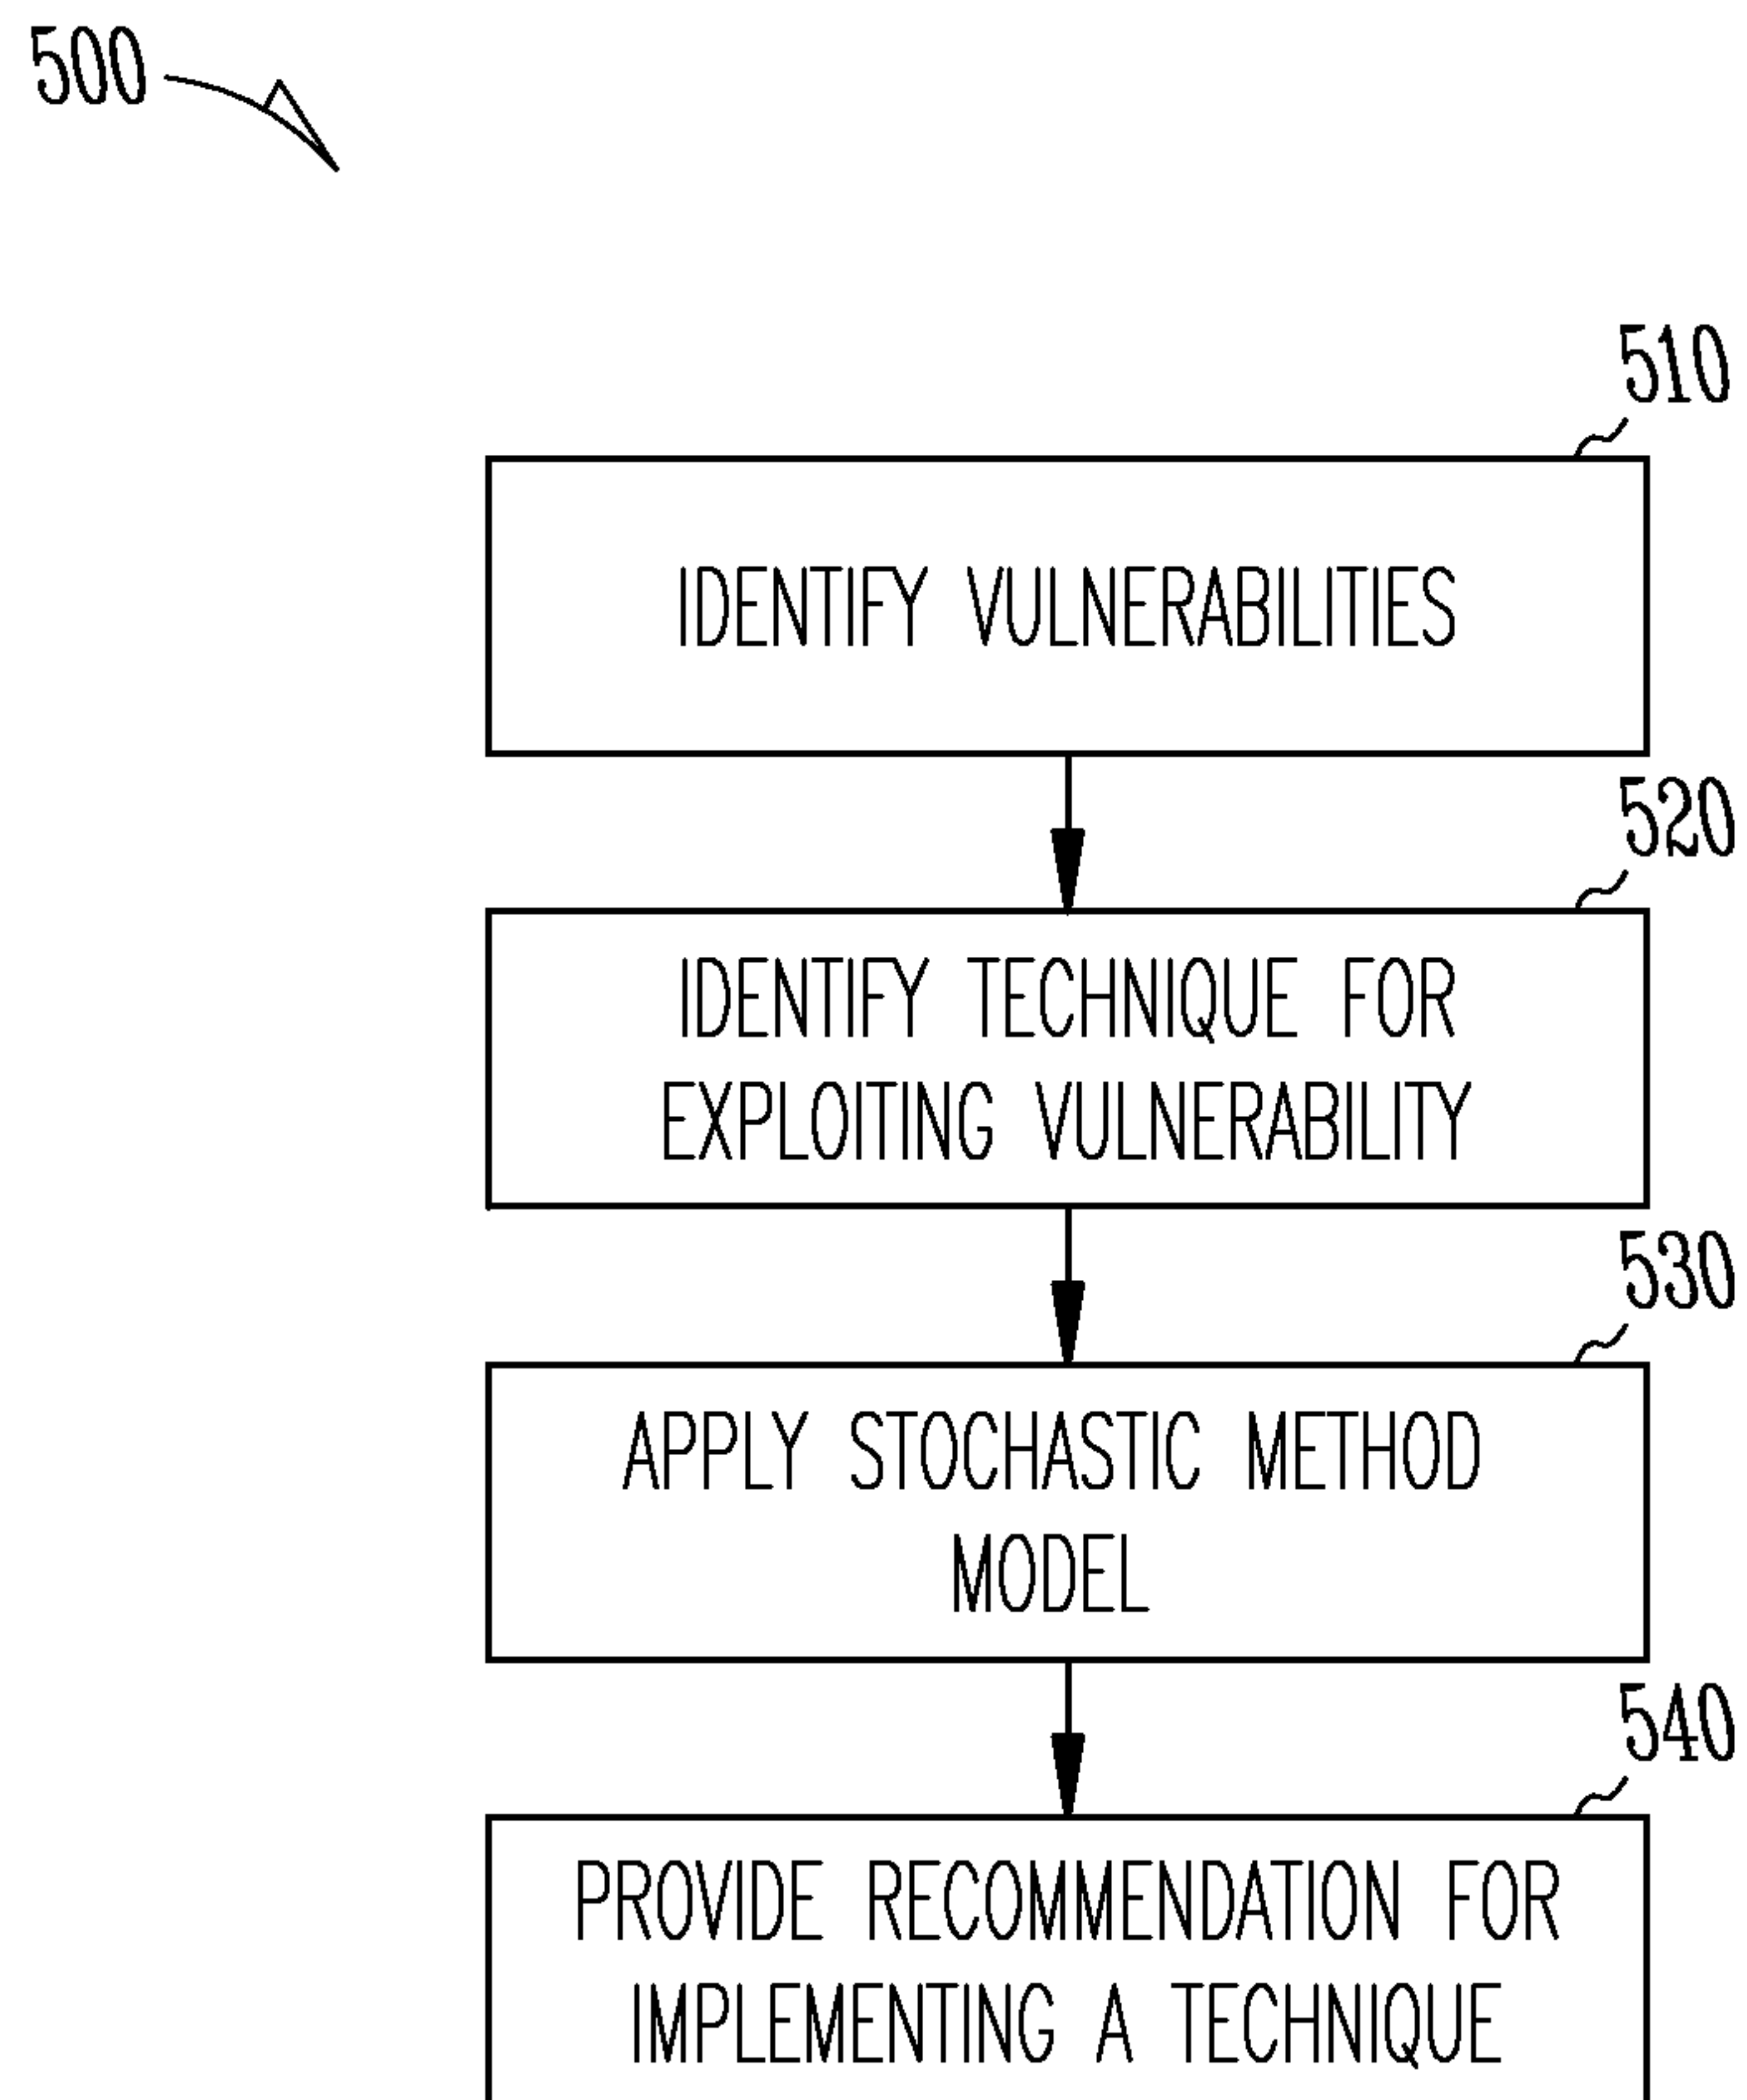 500
510
IDENTIFY VULNERABILITIES
520
IDENTIFY TECHNIQUE FOR
EXPLOITING VULNERABILITY
530
APPLY STOCHASTIC METHOD
MODEL
540
PROVIDE RECOMMENDATION FOR
IMPLEMENTING A TECHNIQUE